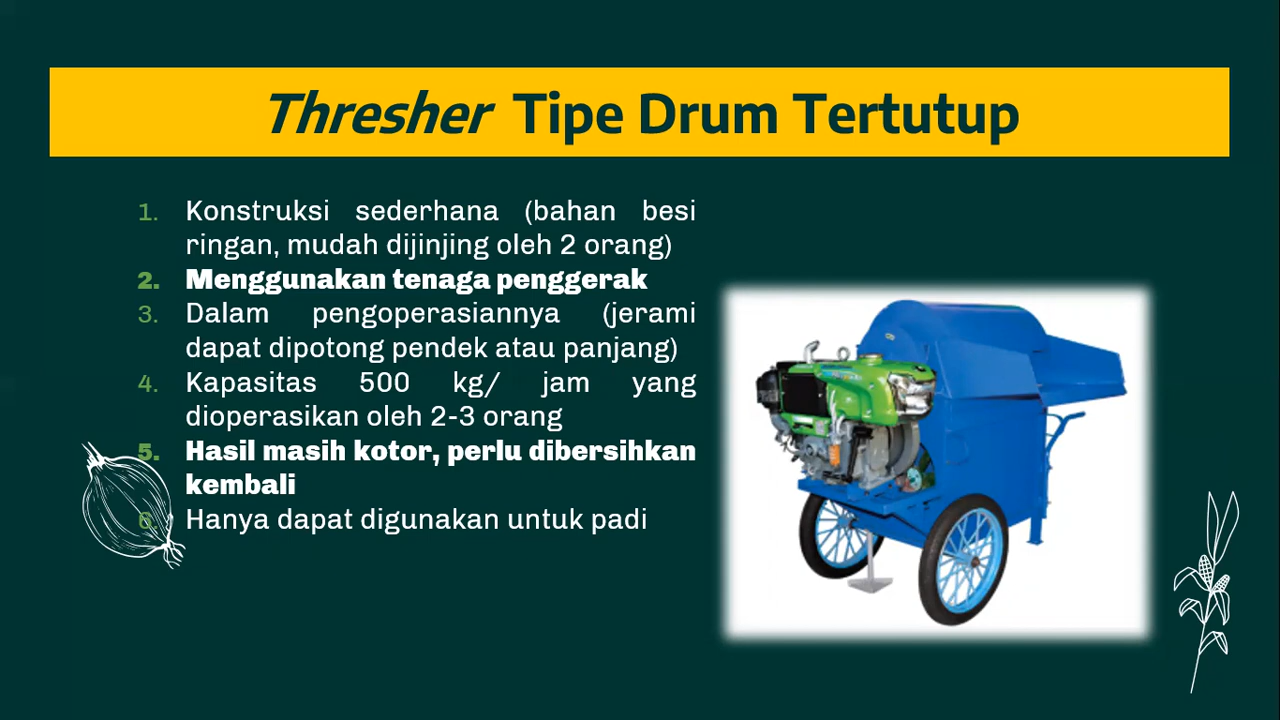 Thresher Tipe Drum Tertutup
1. Konstruksi sederhana (bahan besi
ringan, mudah dijinjing oleh 2 orang)
2. Menggunakan tenaga penggerak
3. Dalam pengoperasiannya (jerami
dapat dipotong pendek atau panjang)
4. Kapasitas 500 kg/ jam yang
dioperasikan oleh 2-3 orang
5. Hasil masih kotor, perlu dibersihkan
kembali
6. Hanya dapat digunakan untuk padi